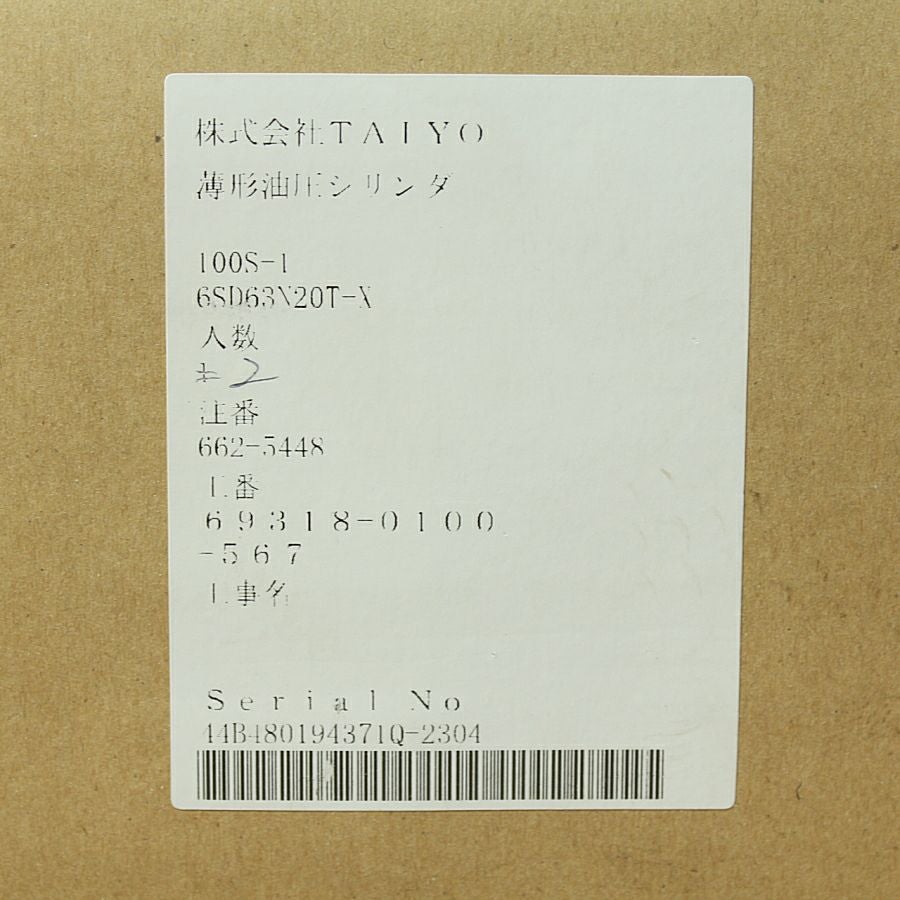 株式会社TAIYO
薄形油圧シリンダ
100S-1
6SD63N20T-X
人数
2
注番
662-5448
工番
69318-0100
-567
工事名
Serial No
44B480194371Q-2304